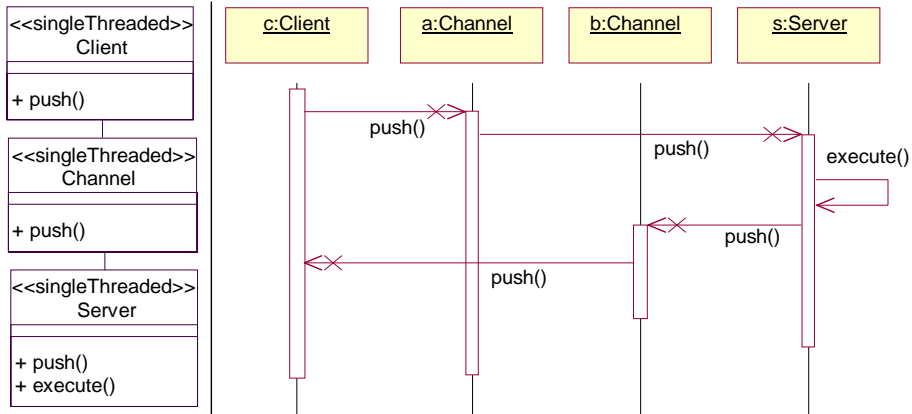 <<singleThreaded>>
Client
+ push()
<<singleThreaded>>
Channel
+ push()
<<singleThreaded>>
Server
+ push()
+ execute()
c:Client
a:Channel
b:Channel
s:Server
push()
push()
execute()
push()
push()